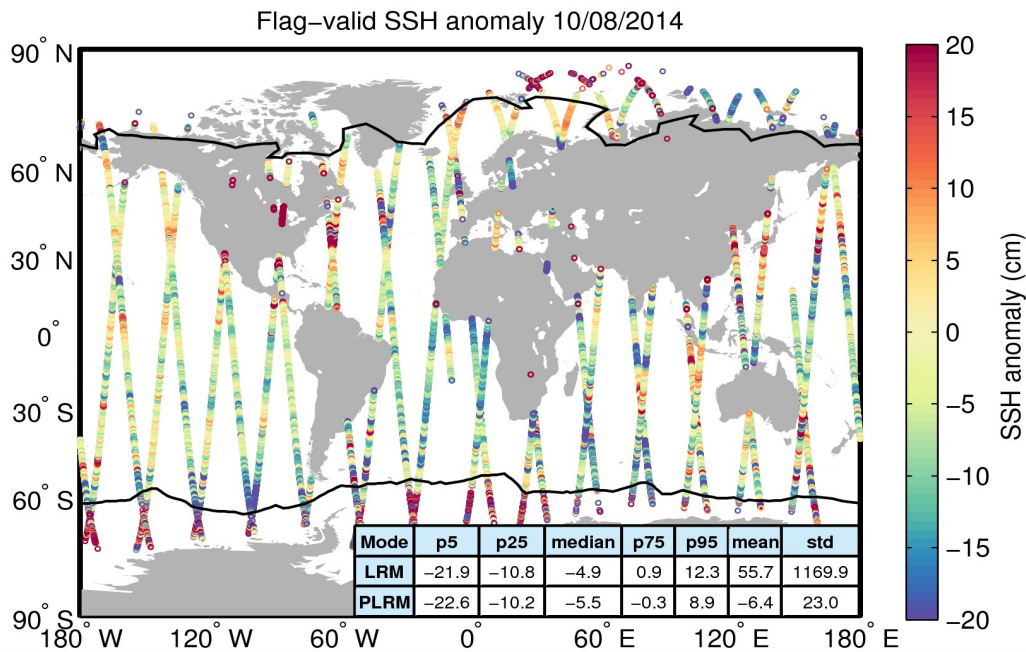 Flag−valid SSH anomaly 10/08/2014
90° N
60° N
30° N
0°
30° S
60° S
90° S
180° W
120° W
60° W
0°
60° E
120° E
180° E
Mode p5 p25 median p75 p95 mean std
LRM −21.9 −10.8 −4.9 0.9 12.3 55.7 1169.9
PLRM −22.6 −10.2 −5.5 −0.3 8.9 −6.4 23.0
20
15
10
5
0
−5
−10
−15
−20
SSH anomaly (cm)